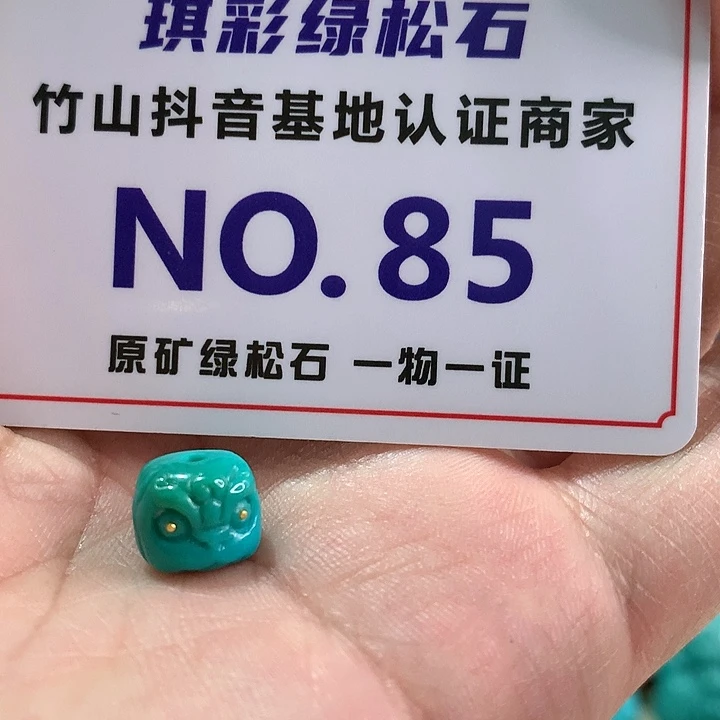 琪彩绿松石
竹山抖音基地认证商家
NO. 85
原矿绿松石 一物一证